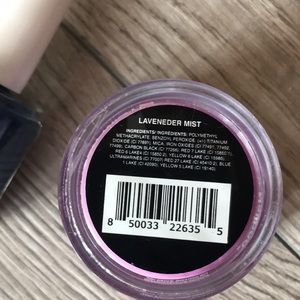 LAVENEDER MIST
INGREDIENTS/ INGRÉDIENTS: POLYMETHYL
METHACRYLATE, BENZOYL PEROXIDE. (+/-) TITANIUM
DIOXIDE (CI 77891), MICA, IRON OXIDES (CI 77491, 77492,
77499), CARBON BLACK (CI 77266), RED 7 LAKE (CI 15850:1),
RED 6 LAKE (CI 15850:2), YELLOW 6 LAKE (CI 15985),
ULTRAMARINES (CI 77007), RED 27 LAKE (CI 45410:2), BLUE
1 LAKE (CI 42090), YELLOW 5 LAKE (CI 19140).
8 50033 22635 5